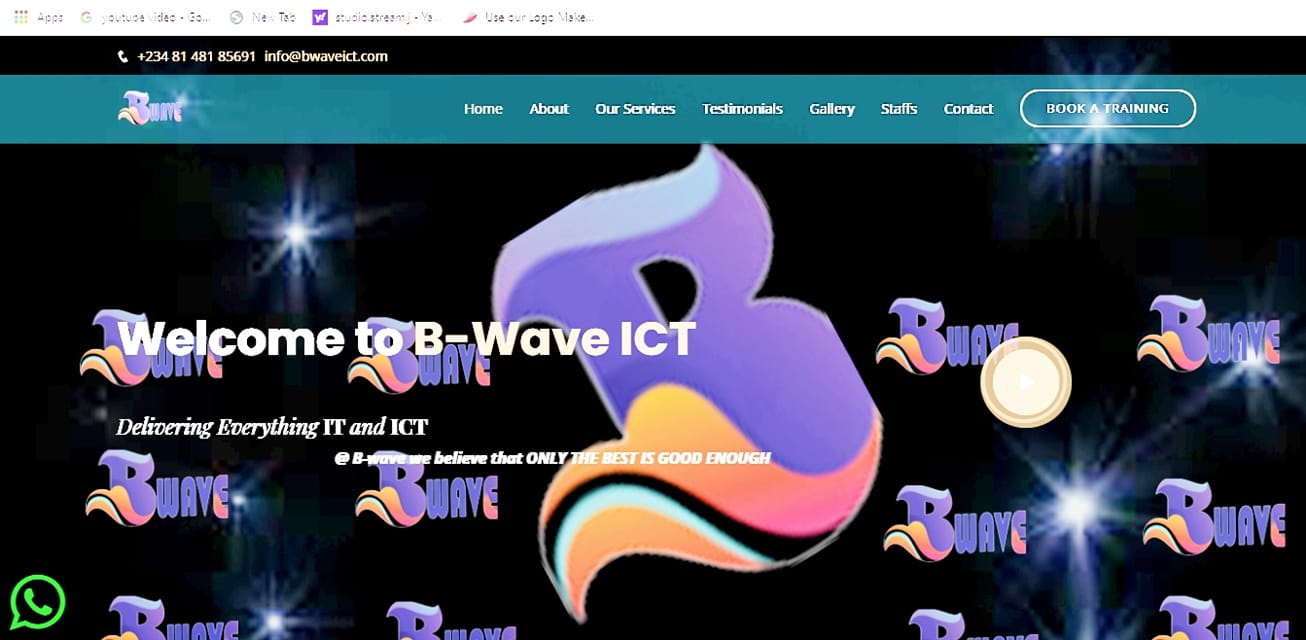 Apps youtube video - Go... New Tab studio.streamj - Ya... Use our Logo Make...
+234 81 481 85691 info@bwaveict.com
BWAVE Home About Our Services Testimonials Gallery Staffs Contact BOOK A TRAINING
BWAVE BWAVE BWAVE BWAVE
Welcome to B-Wave ICT
Delivering Everything IT and ICT
@ B-wave we believe that ONLY THE BEST IS GOOD ENOUGH
BWAVE BWAVE BWAVE BWAVE
BWAVE BWAVE BWAVE BWAVE